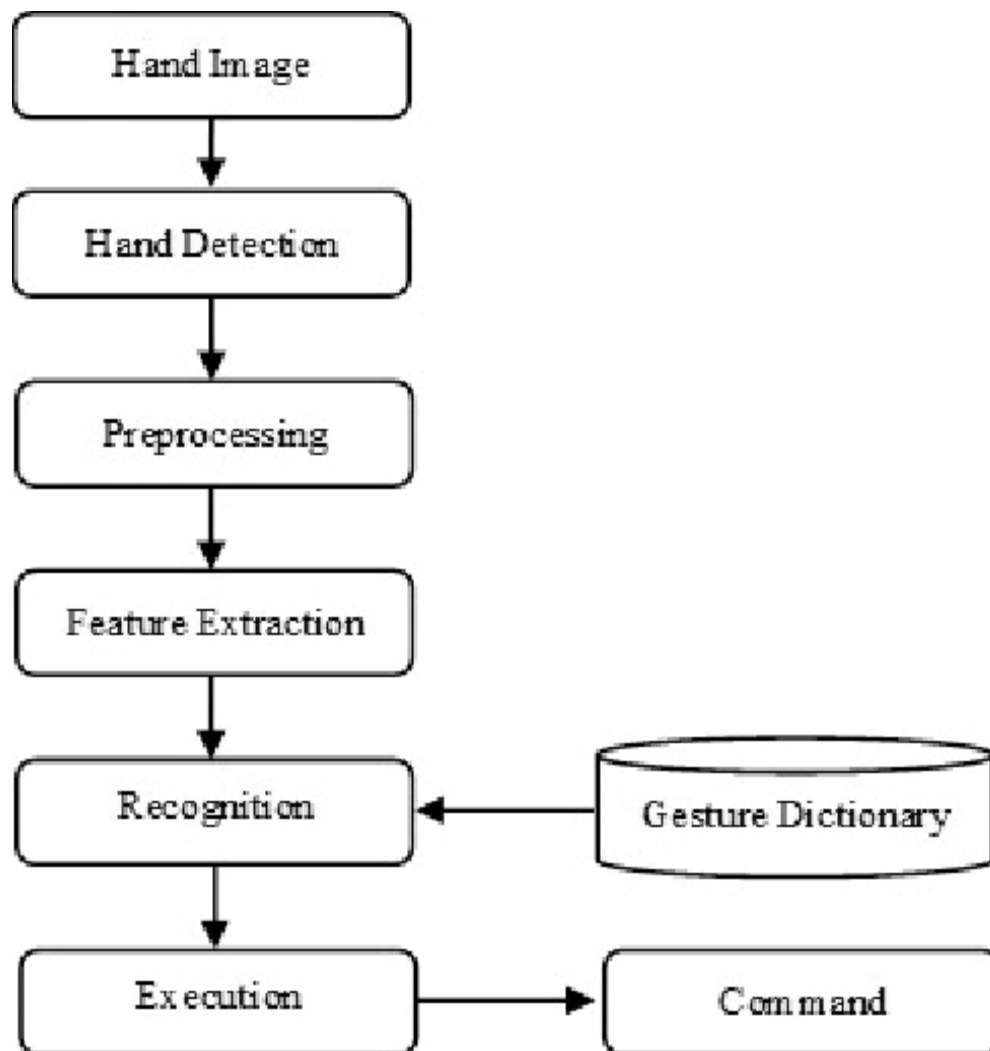 Hand Image
Hand Detection
Preprocessing
Feature Extraction
Recognition
Gesture Dictionary
Execution
Command